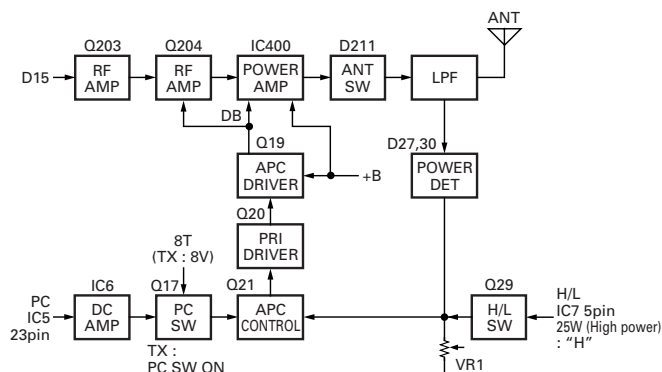 ANT
Q203
Q204
IC400
D211
D15
RF
AMP
RF
AMP
POWER
AMP
ANT
SW
LPF
DB
Q19
D27,30
APC
DRIVER
+B
POWER
DET
Q20
PRI
DRIVER
8T
(TX : 8V)
PC
IC5
23pin
IC6
DC
AMP
Q17
PC
SW
TX :
PC SW ON
Q21
APC
CONTROL
Q29
H/L
SW
H/L
IC7 5pin
25W (High power)
: “H”
VR1